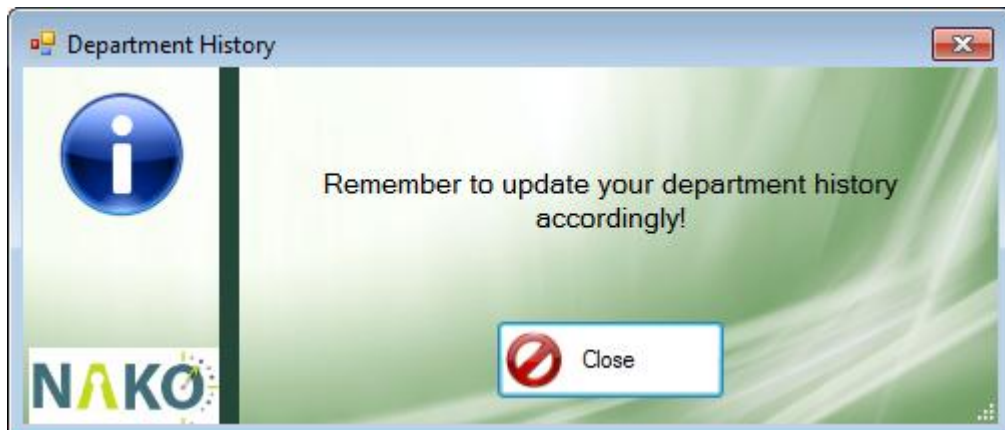 Department History
Remember to update your department history
accordingly!
Close
NAKO